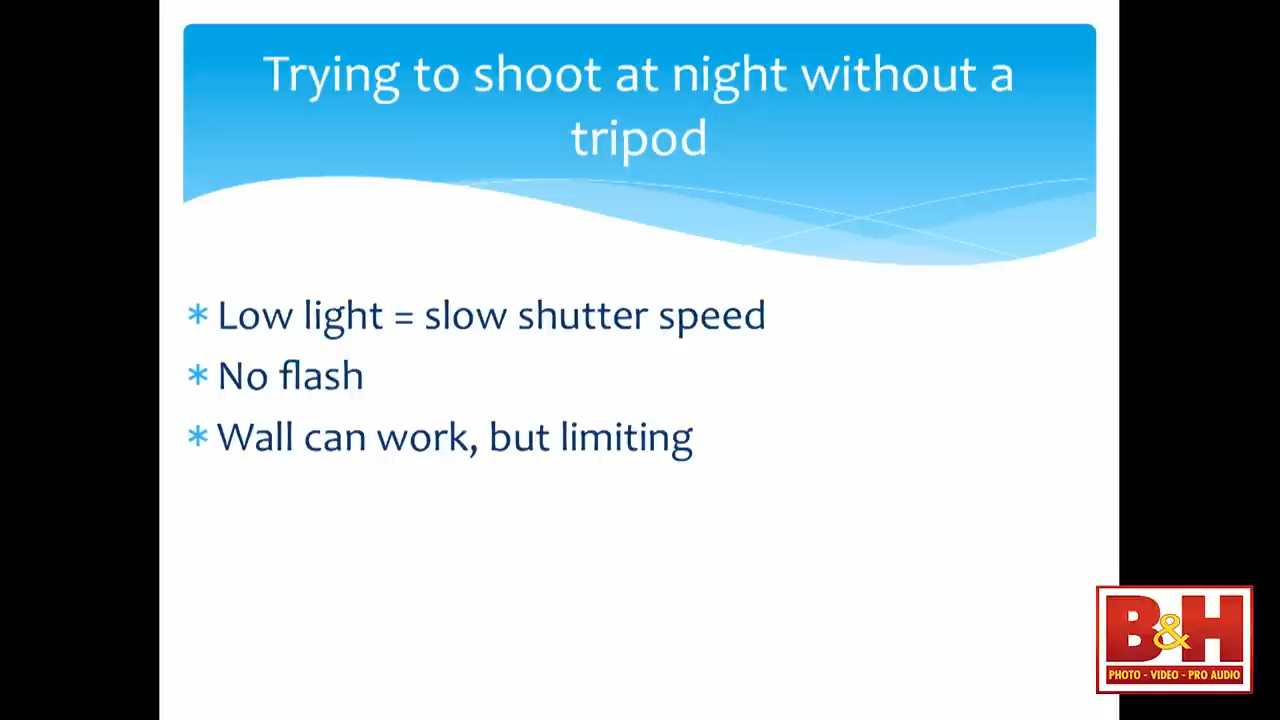 Trying to shoot at night without a
tripod
* Low light = slow shutter speed
* No flash
* Wall can work, but limiting
B&H
PHOTO - VIDEO - PRO AUDIO